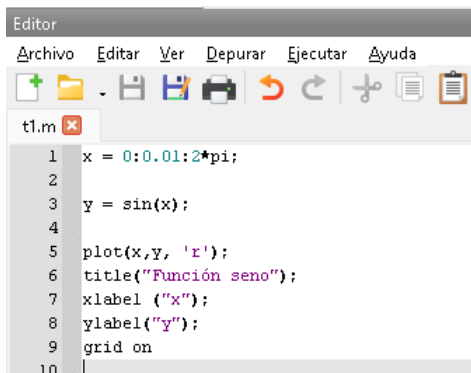 Editor
Archivo Editar Ver Depurar Ejecutar Ayuda
t1.m
1 x = 0:0.01:2*pi;
2
3 y = sin(x);
4
5 plot(x,y, 'r');
6 title("Función seno");
7 xlabel ("x");
8 ylabel("y");
9 grid on
10